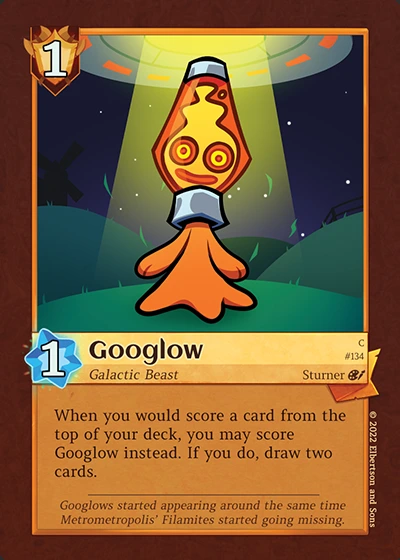 1
1
Googlow
Galactic Beast
C
#134
Sturner
When you would score a card from the
top of your deck, you may score
Googlow instead. If you do, draw two
cards.
Googlows started appearing around the same time
Metrometropolis' Filamites started going missing.
© 2022 Elbertson and Sons